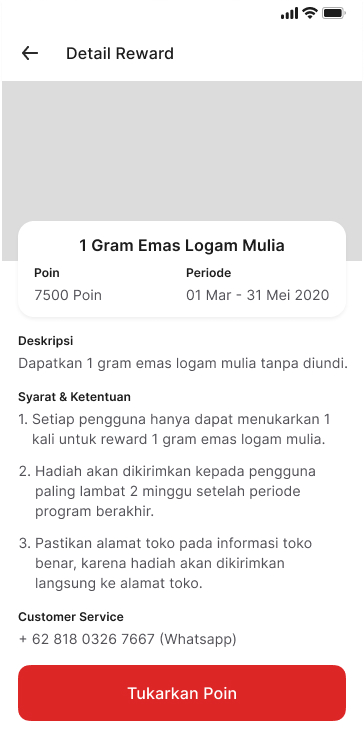 Detail Reward
1 Gram Emas Logam Mulia
Poin
Periode
7500 Poin
01 Mar - 31 Mei 2020
Deskripsi
Dapatkan 1 gram emas logam mulia tanpa diundi.
Syarat & Ketentuan
1. Setiap pengguna hanya dapat menukarkan 1
kali untuk reward 1 gram emas logam mulia.
2. Hadiah akan dikirimkan kepada pengguna
paling lambat 2 minggu setelah periode
program berakhir.
3. Pastikan alamat toko pada informasi toko
benar, karena hadiah akan dikirimkan
langsung ke alamat toko.
Customer Service
+ 62 818 0326 7667 (Whatsapp)
Tukarkan Poin